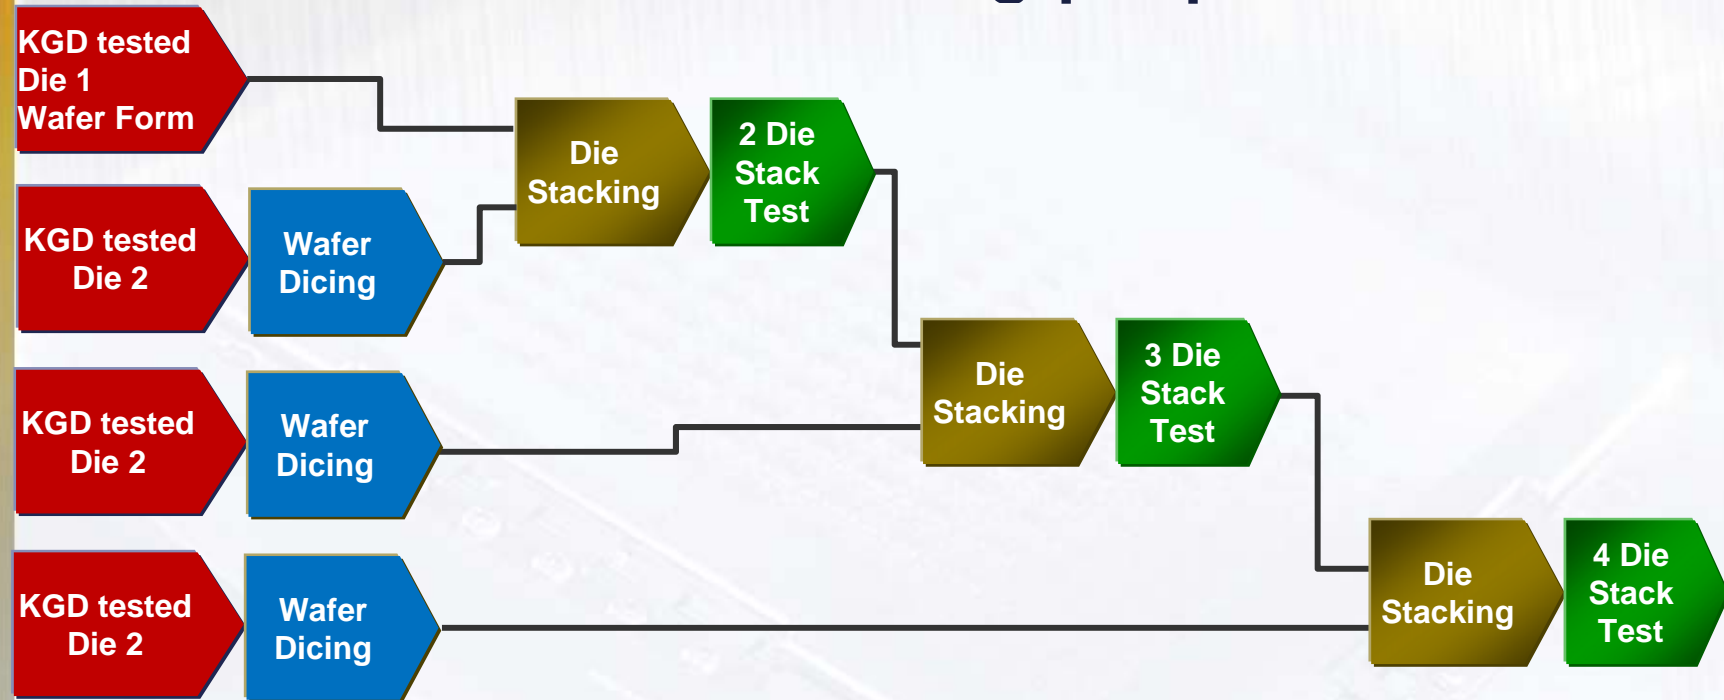 KGD tested
Die 1
Wafer Form
Die
Stacking
2 Die
Stack
Test
KGD tested
Die 2
Wafer
Dicing
Die
Stacking
3 Die
Stack
Test
KGD tested
Die 2
Wafer
Dicing
Die
Stacking
4 Die
Stack
Test
KGD tested
Die 2
Wafer
Dicing